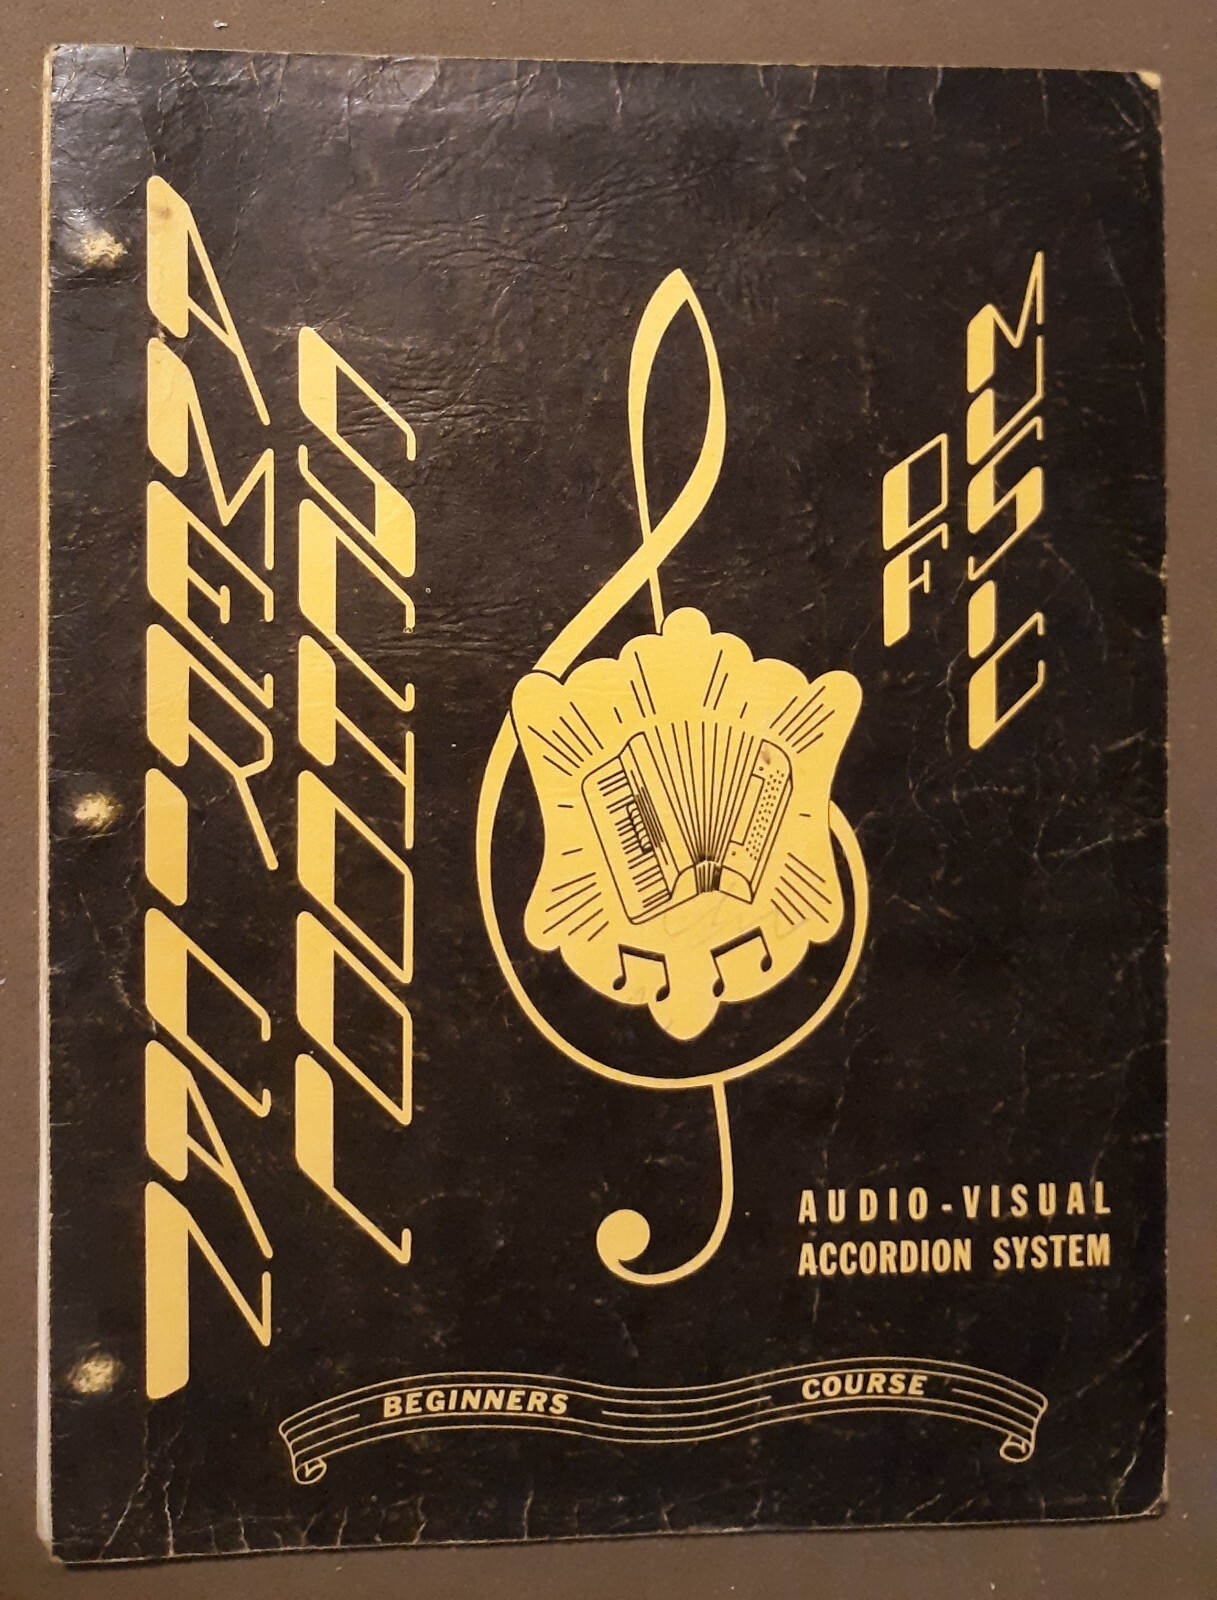 AMERICAN
SCHOOL
OF
MUSIC
AUDIO-VISUAL
ACCORDION SYSTEM
BEGINNERS COURSE